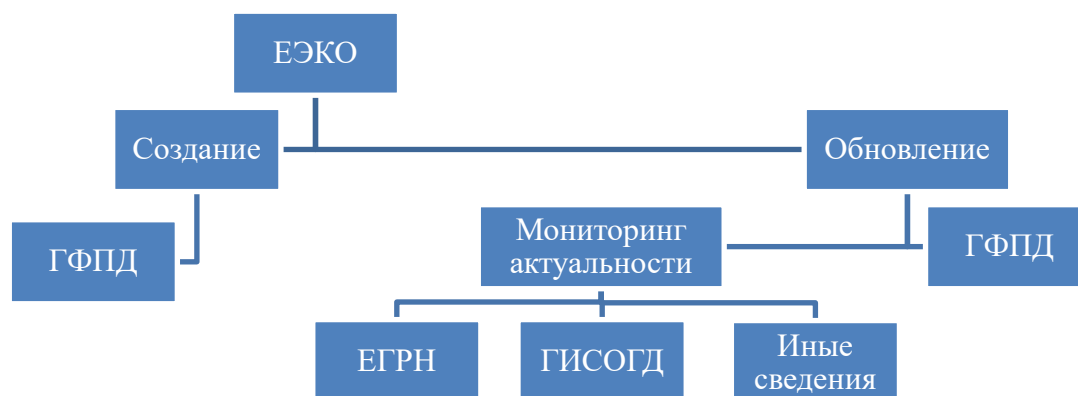 ЕЭКО
Создание
Обновление
ГФПД
Мониторинг
актуальности
ГФПД
ЕГРН
ГИСОГД
Иные
сведения